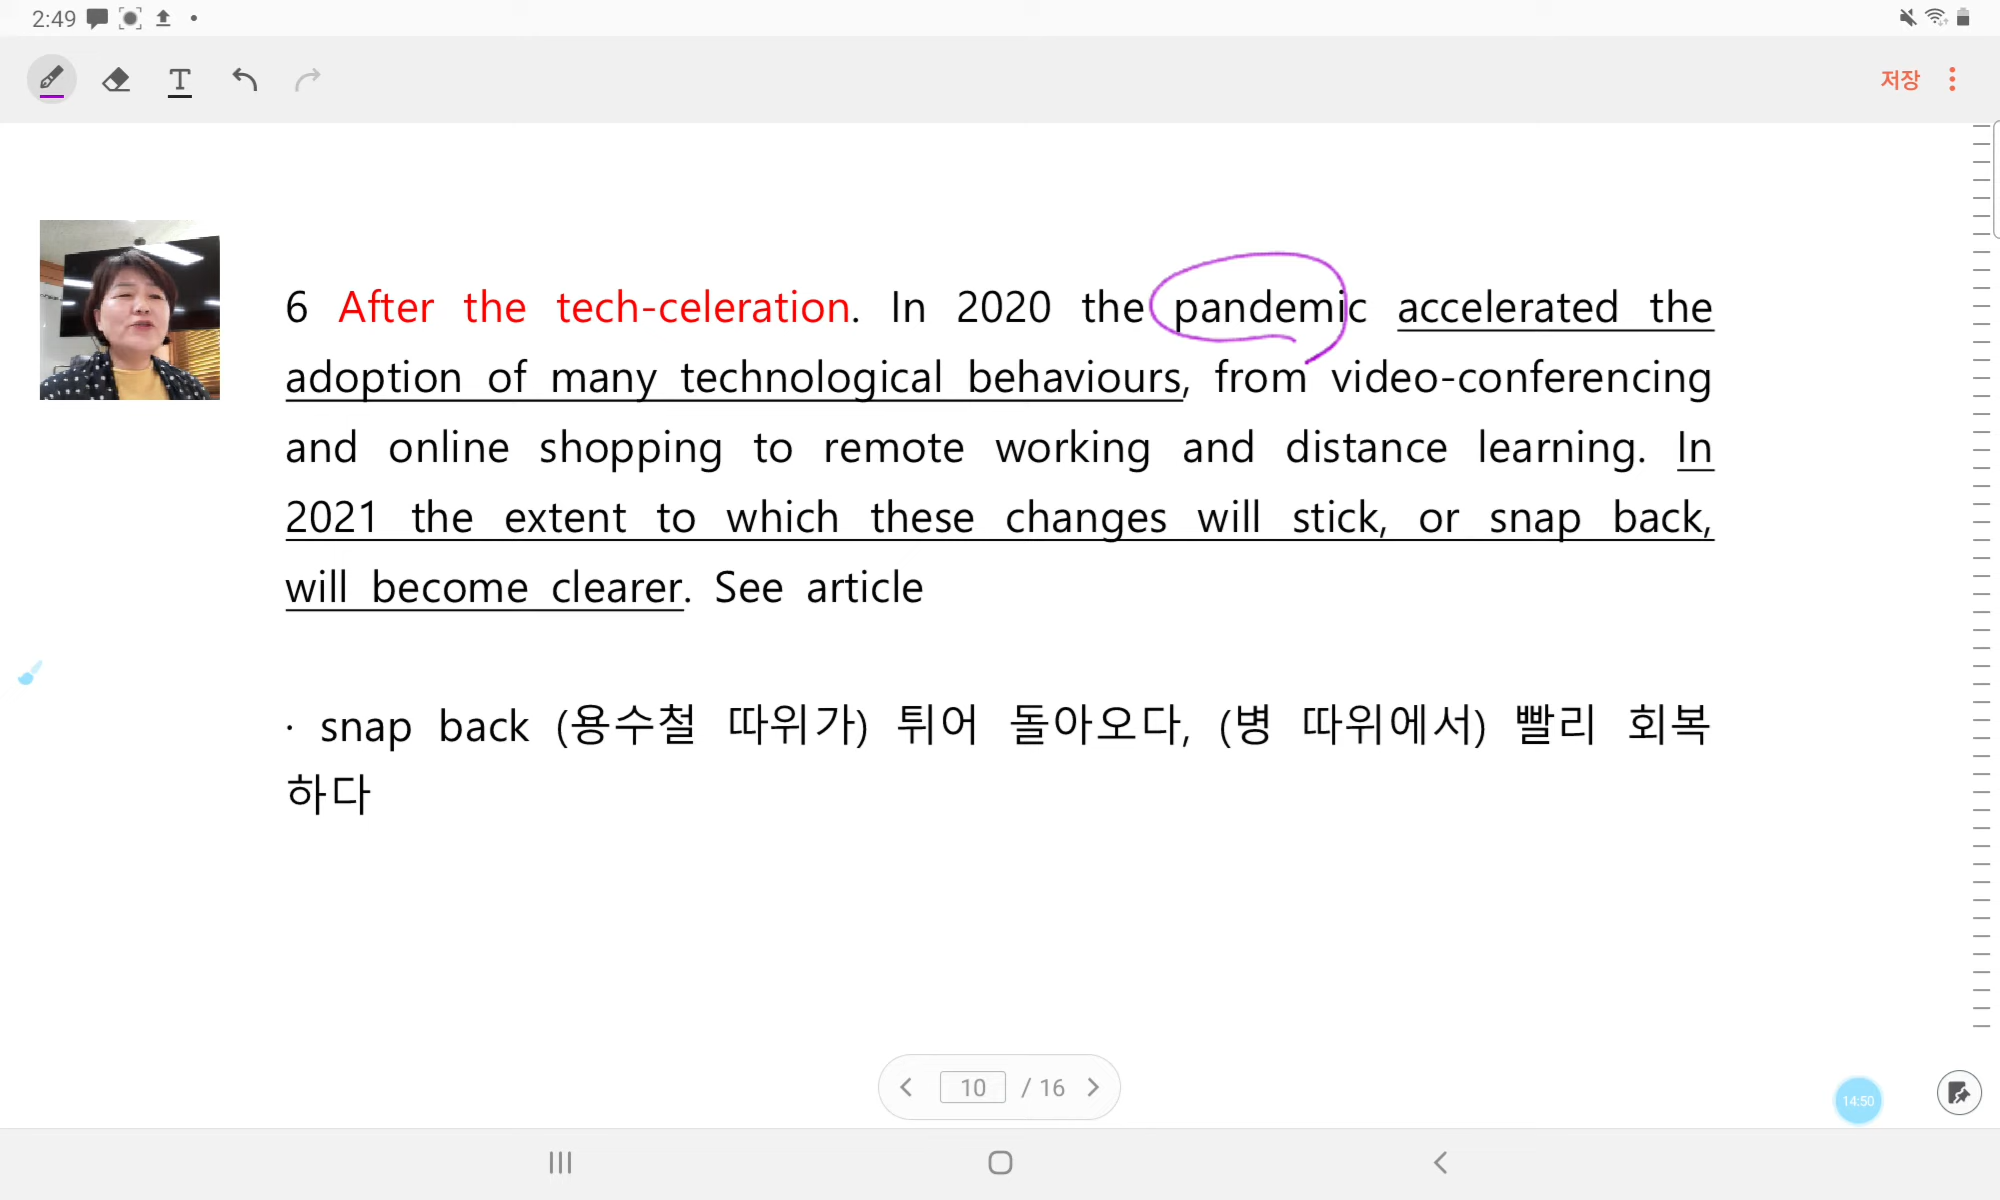 2:49
저장
6 After the tech-celeration. In 2020 the pandemic accelerated the
adoption of many technological behaviours, from video-conferencing
and online shopping to remote working and distance learning. In
2021 the extent to which these changes will stick, or snap back,
will become clearer. See article
· snap back (용수철 따위가) 튀어 돌아오다, (병 따위에서) 빨리 회복
하다
10 / 16
14:50